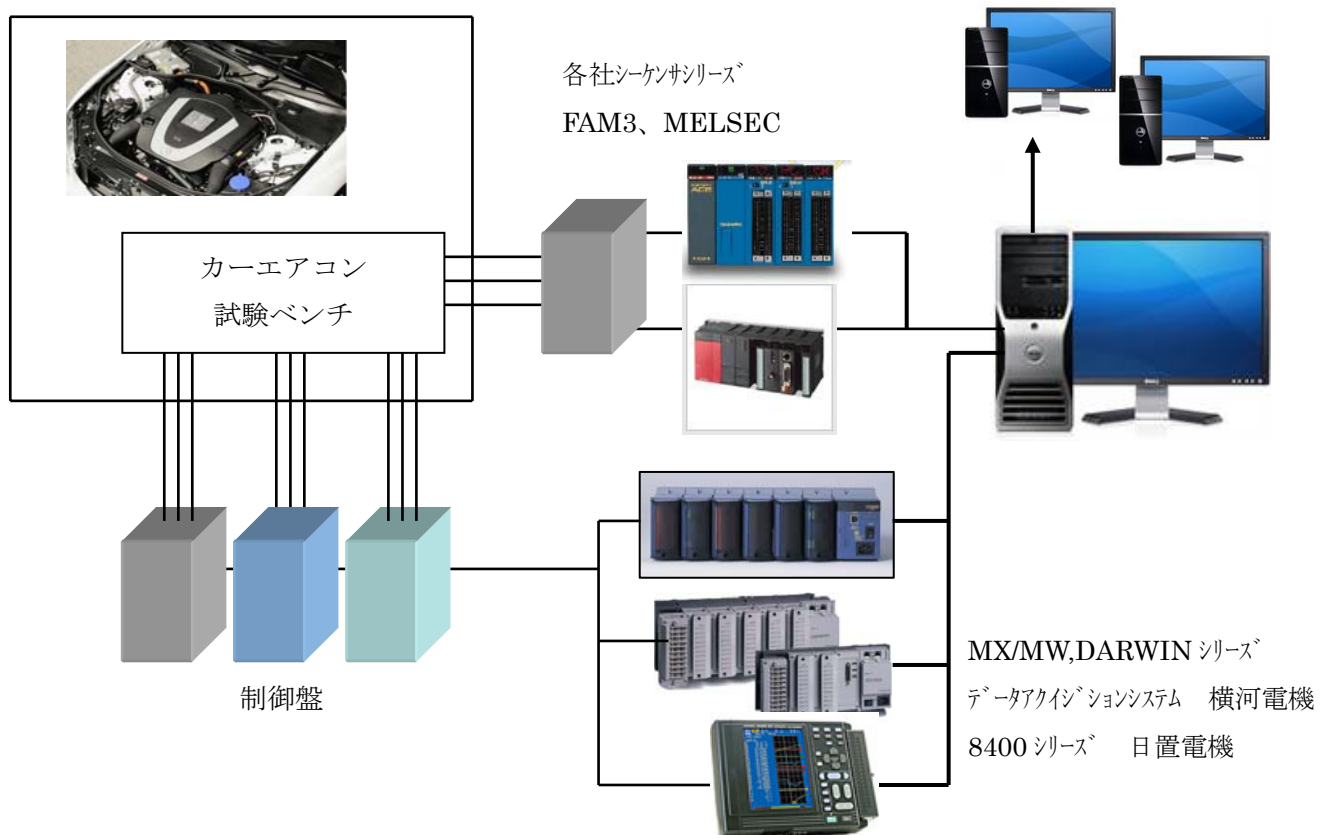 各社シーケンサシリーズ
FAM3、MELSEC
カーエアコン
試験ベンチ
制御盤
MX/MW,DARWIN シリーズ
データアクイジションシステム　横河電機
8400 シリーズ　日置電機